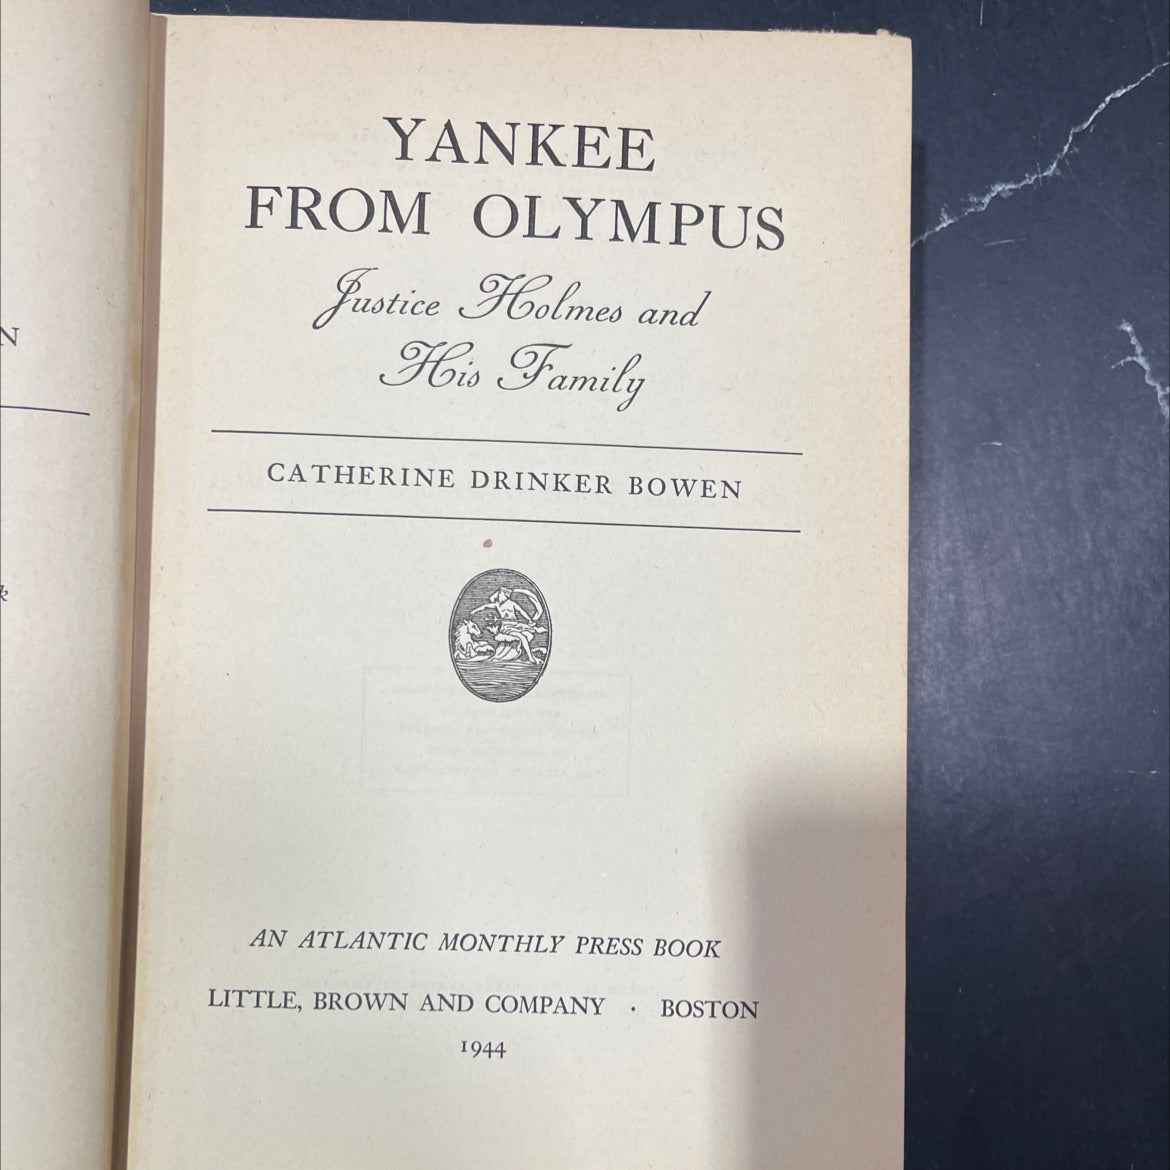 N
k
YANKEE
FROM OLYMPUS
Justice Holmes and
His Family
CATHERINE DRINKER BOWEN
AN ATLANTIC MONTHLY PRESS BOOK
LITTLE, BROWN AND COMPANY · BOSTON
1944